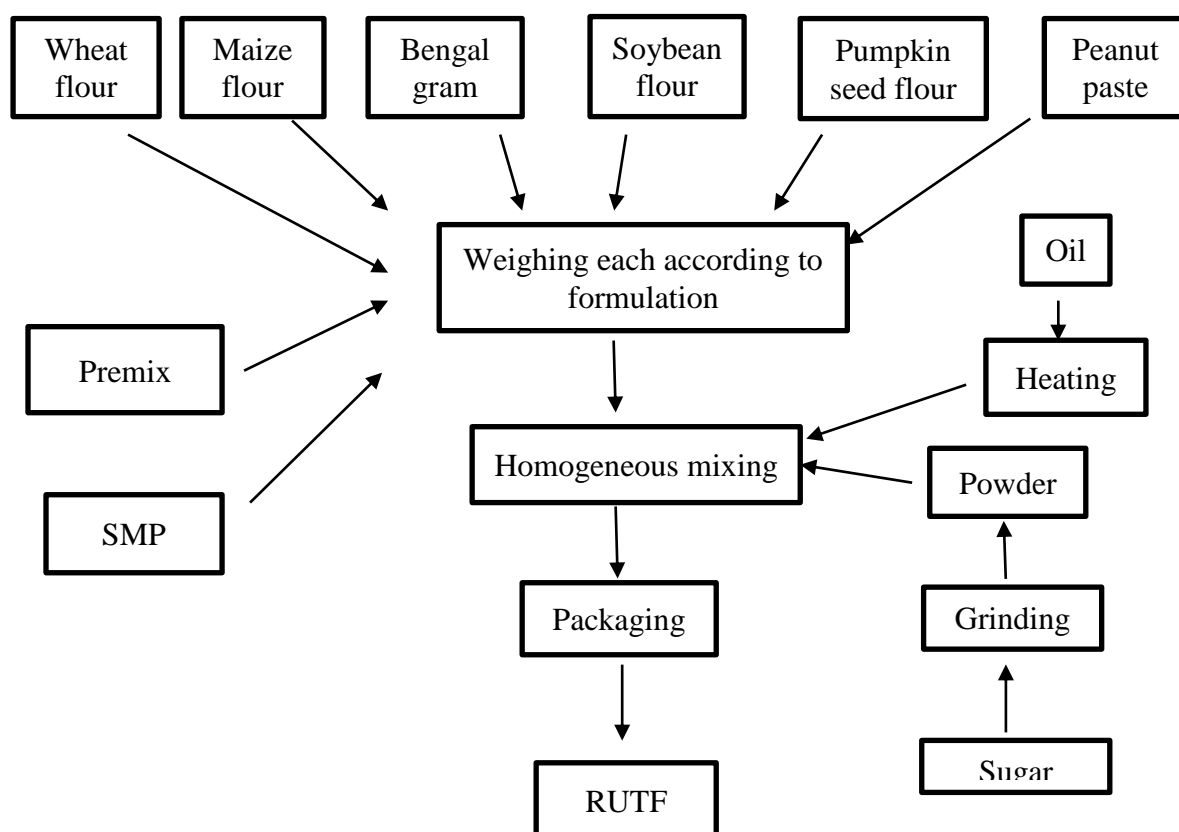 Wheat
flour
Maize
flour
Bengal
gram
Soybean
flour
Pumpkin
seed flour
Peanut
paste
Weighing each according to
formulation
Oil
Premix
Heating
Homogeneous mixing
Powder
SMP
Packaging
Grinding
Sugar
RUTF